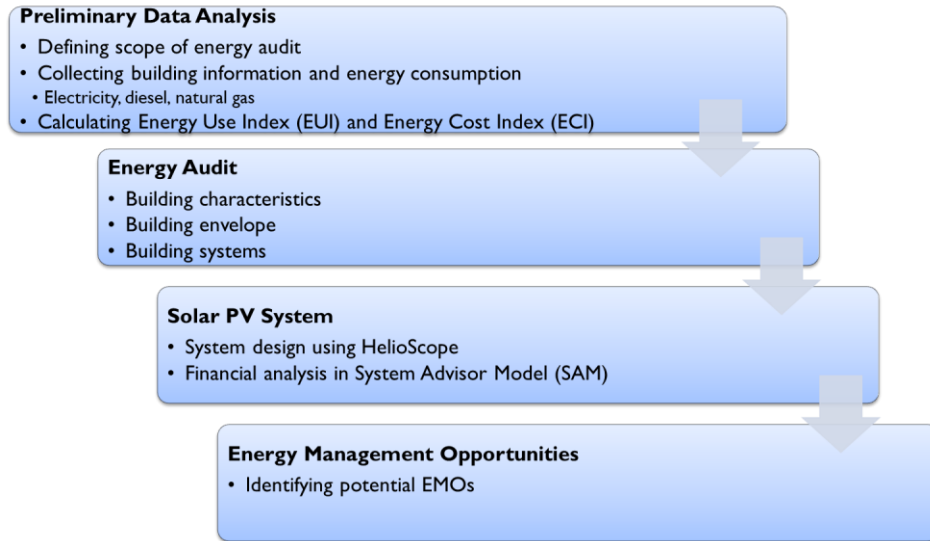 Preliminary Data Analysis
• Defining scope of energy audit
• Collecting building information and energy consumption
• Electricity, diesel, natural gas
• Calculating Energy Use Index (EUI) and Energy Cost Index (ECI)
Energy Audit
• Building characteristics
• Building envelope
• Building systems
Solar PV System
• System design using HelioScope
• Financial analysis in System Advisor Model (SAM)
Energy Management Opportunities
• Identifying potential EMOs